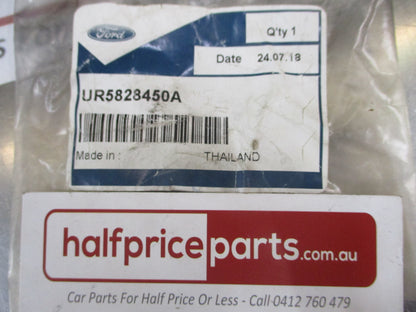 Ford
Q'ty 1
Date 24.07.18
UR5828450A
Made in : THAILAND
halfpriceparts.com.au
Car Parts For Half Price Or Less - Call 0412 760 479